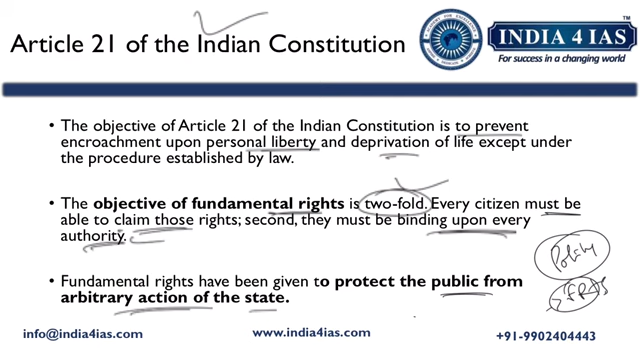 Article 21 of the Indian Constitution
INDIA 4 IAS
For success in a changing world
• The objective of Article 21 of the Indian Constitution is to prevent
encroachment upon personal liberty and deprivation of life except under
the procedure established by law.
• The objective of fundamental rights is two-fold. Every citizen must be
able to claim those rights; second, they must be binding upon every
authority.
Polity
• Fundamental rights have been given to protect the public from
arbitrary action of the state.
info@india4ias.com
www.india4ias.com
+91-9902404443